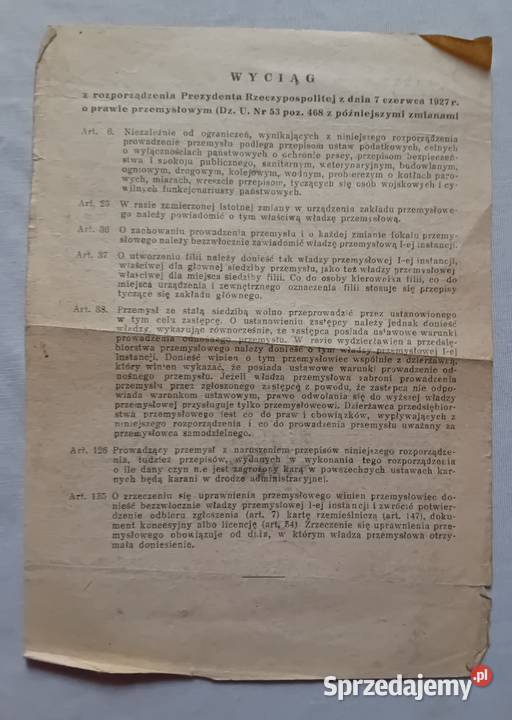 WYCIĄG
z rozporządzenia Prezydenta Rzeczypospolitej z dnia 7 czerwca 1927 r.
o prawie przemysłowym (Dz. U. Nr 53 poz. 468 z późniejszymi zmianami
Art. 6. Niezależnie od ograniczeń, wynikających z niniejszego rozporządzenia
prowadzenie przemysłu podlega przepisom ustaw podatkowych, celnych
o wyłącznościach państwowych o ochronie pracy, przepisom bezpieczeń-
stwa i spokoju publicznego, sanitarnym, weterynaryjnym, budowlanym,
ogniowym, drogowym, kolejowym, wodnym, probierczym o kotłach paro-
wych, miarach, wreszcie przepisom, tyczących się osób wojskowych i cy-
wilnych funkcjonariuszy państwowych.
Art. 25 W razie zamierzonej istotnej zmiany w urządzeniu zakładu przemysłowe-
go należy powiadomić o tym właściwą władzę przemysłową.
Art. 36 O zachowaniu prowadzenia przemysłu i o każdej zmianie lokalu przemy-
słowego należy bezzwłocznie zawiadomić władzę przemysłową I-ej instancji.
Art. 37 O utworzeniu filii należy donieść tak władzy przemysłowej I-ej instancji,
właściwej dla głównej siedziby przemysłu, jako też władzy przemysłowej
właściwej dla miejsca siedziby filii. Co do osoby kierownika filii, co do
miejsca urządzenia i zewnętrznego oznaczenia filii stosuje się przepisy
tyczące się zakładu głównego.
Art. 38. Przemysł ze stałą siedzibą wolno przeprowadzić przez ustanowionego
w tym celu zastępcę. O ustanowieniu zastępcy należy jednak donieść
władzy, wykazując równocześnie, że zastępca posiada ustawowe warunki
prowadzenia odnośnego przemysłu. W razie wydzierżawienia przedsię-
biorstwa przemysłowego należy donieść o tym władzy przemysłowej I-ej
instancji. Donieść winien o tym przemysłowiec wspólnie z dzierżawcą,
który winien wykazać, że posiada ustawowe warunki prowadzenie od-
nośnego przemysłu. Jeżeli władza przemysłowa zabroni prowadzenia
przemysłu przez zgłoszonego zastępcę z powodu, że zastępca nie odpo-
wiada warunkom ustawowym, prawo odwołania się do wyższej władzy
przemysłowej przysługuje tylko przemysłowcowi. Dzierżawca przedsiębior-
stwa przemysłowego jest co do praw i obowiązków, wypływających z
niniejszego rozporządzenia i co do prowadzenia przemysłu uważany za
przemysłowca samodzielnego.
Art. 126 Prowadzący przemysł z naruszeniem przepisów niniejszego rozporządze-
nia, tudzież przepisów, wydanych w wykonania tego rozporządzenia
o ile dany czyn nie jest zagrożony karą w powszechnych ustawach kar-
nych będą karani w drodze administracyjnej.
Art. 135 O zrzeczeniu się uprawnienia przemysłowego winien przemysłowiec do-
nieść bezzwłocznie władzy przemysłowej I-ej instancji i zwrócić potwier-
dzenie odbioru zgłoszenia (art. 7) kartę rzemieślniczą (art. 147), doku-
ment koncesyjny albo licencję (art. 54) Zrzeczenie się uprawnienia prze-
mysłowego obowiązuje od dnia, w którym władza przemysłowa otrzy-
mała doniesienie.
Sprzedajemy.pl